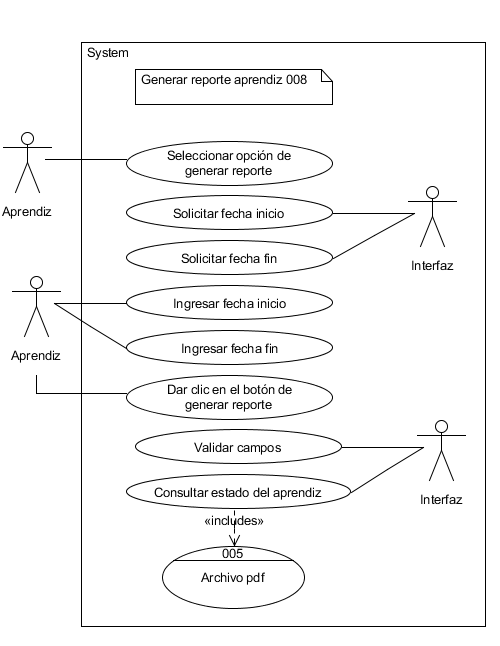 System
Generar reporte aprendiz 008
Seleccionar opción de
generar reporte
Aprendiz
Solicitar fecha inicio
Solicitar fecha fin
Interfaz
Ingresar fecha inicio
Ingresar fecha fin
Aprendiz
Dar clic en el botón de
generar reporte
Validar campos
Consultar estado del aprendiz
Interfaz
«includes»
005
Archivo pdf